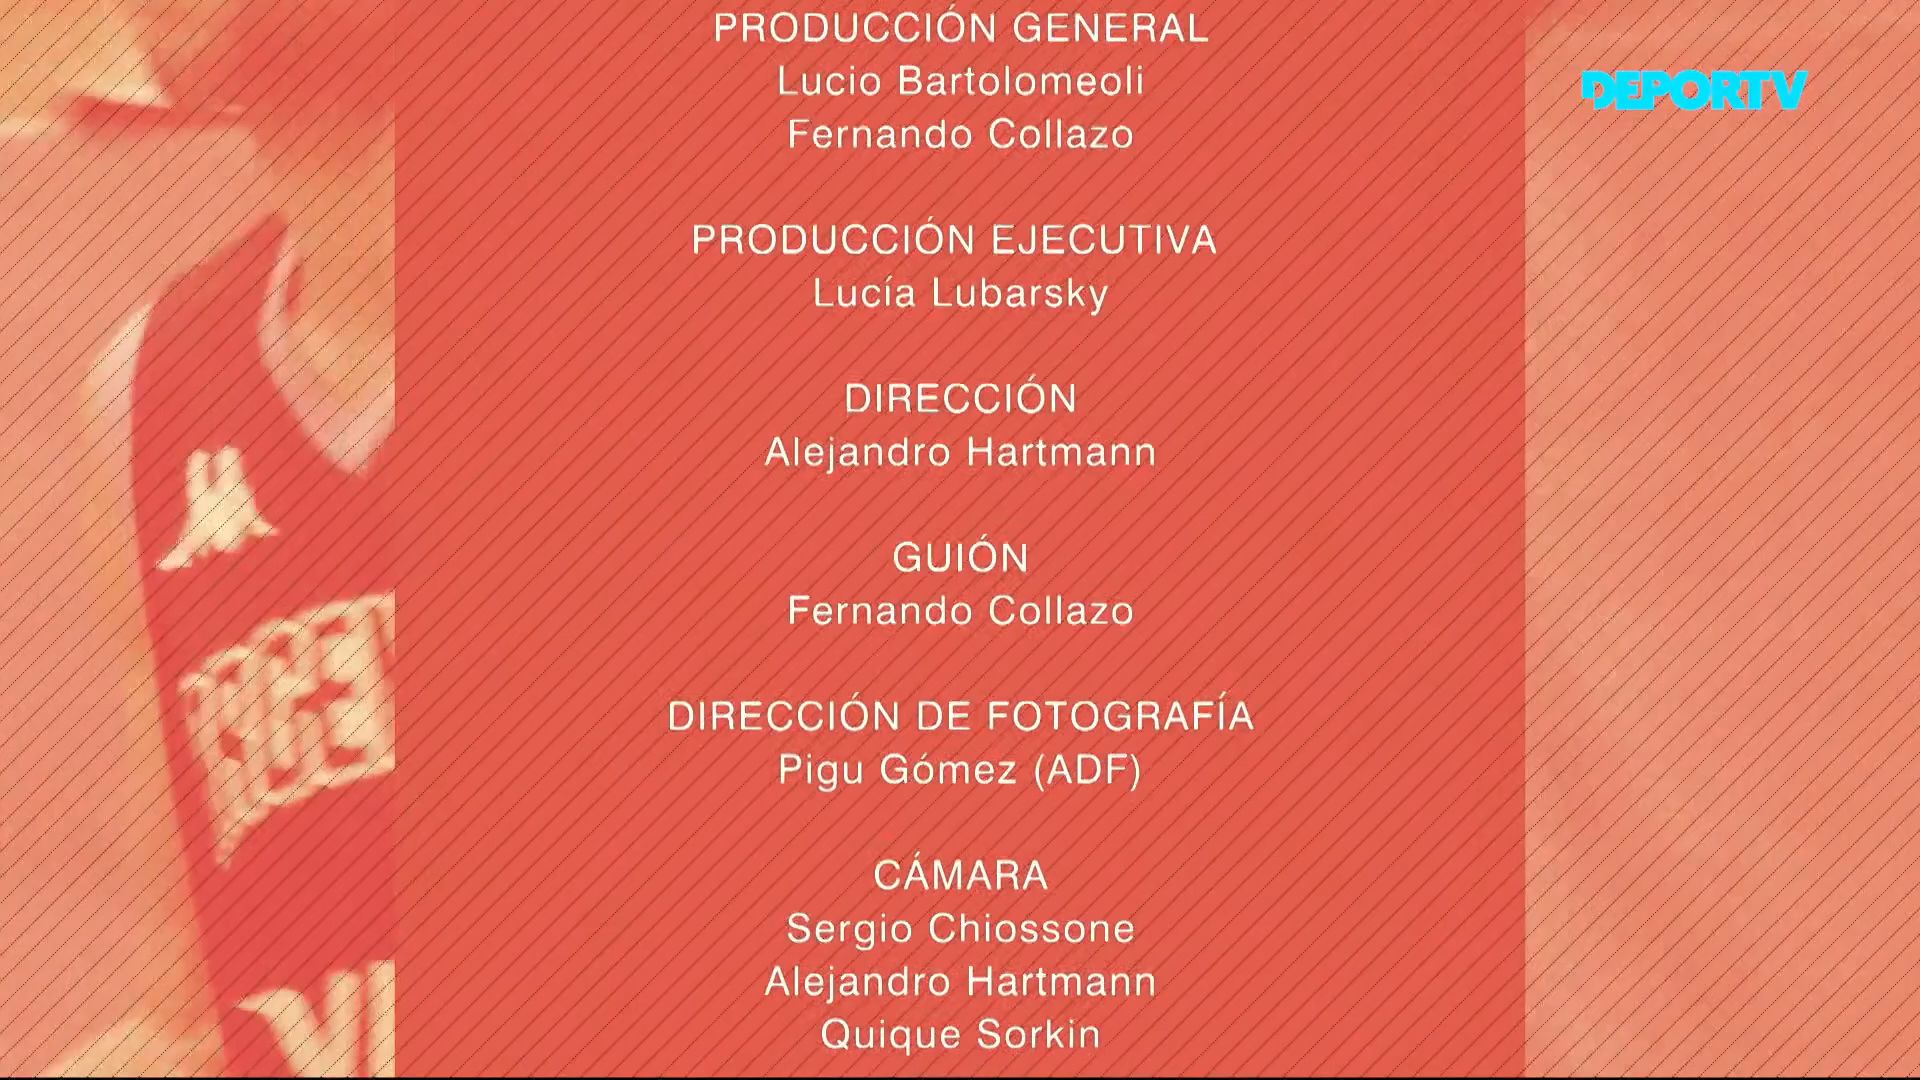 PRODUCCIÓN GENERAL
Lucio Bartolomeoli
Fernando Collazo
DEPORTV
PRODUCCIÓN EJECUTIVA
Lucía Lubarsky
DIRECCIÓN
Alejandro Hartmann
GUIÓN
Fernando Collazo
DIRECCIÓN DE FOTOGRAFÍA
Pigu Gómez (ADF)
CÁMARA
Sergio Chiossone
Alejandro Hartmann
Quique Sorkin